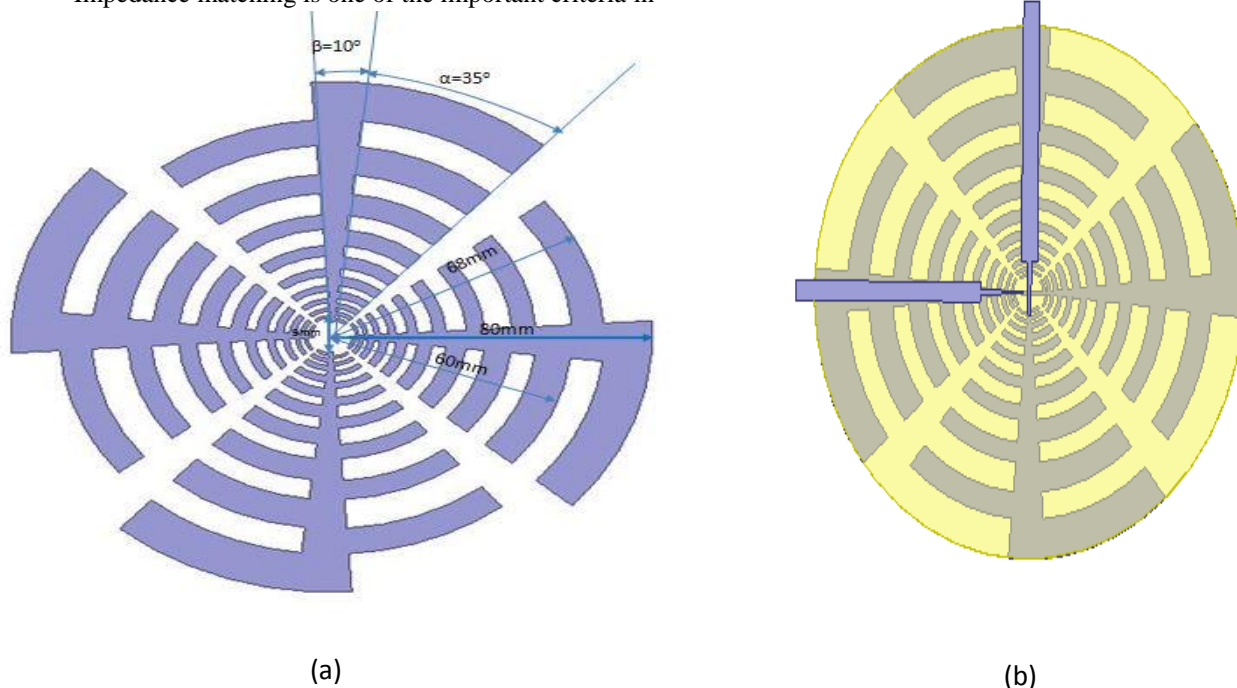 Impedance matching is one of the important criteria in
β=10°
α=35°
68mm
80mm
60mm
(a)
(b)